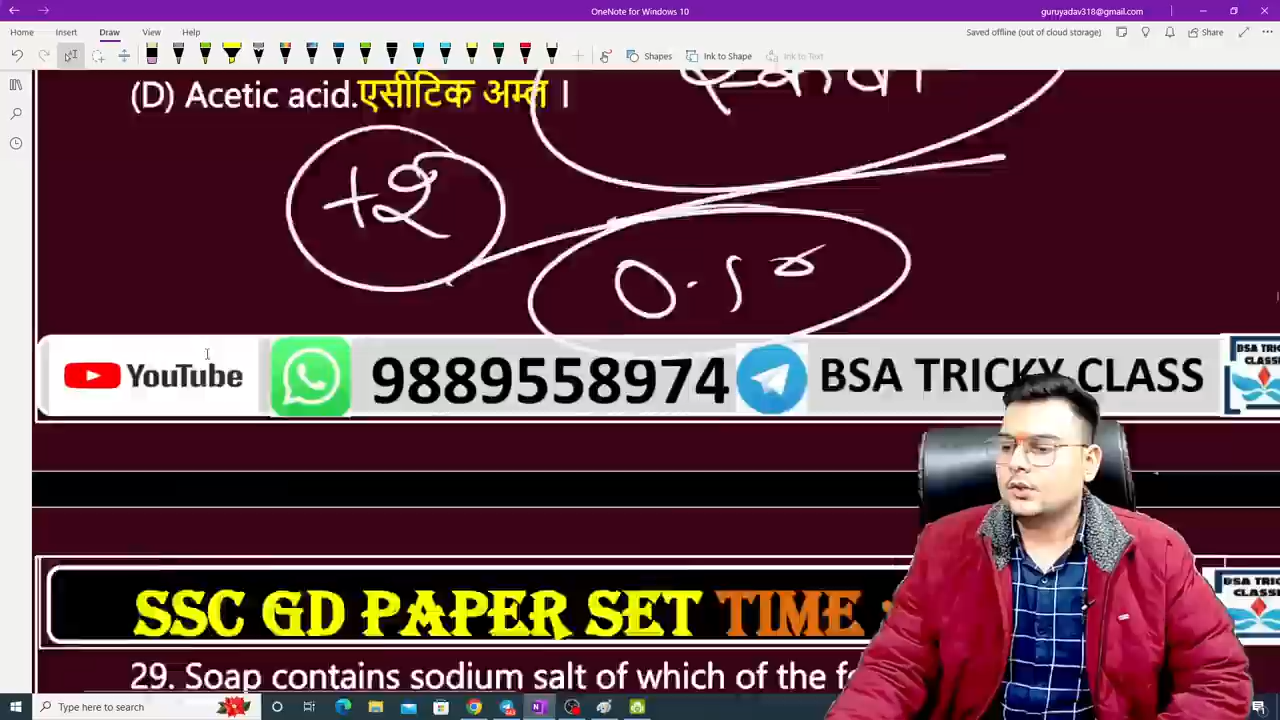 OneNote for Windows 10
guruyadav318@gmail.com
Home Insert Draw View Help
Saved offline (out of cloud storage)
Share
Shapes
Ink to Shape
Ink to Text
(D) Acetic acid.एसीटिक अम्ल ।
+2
YouTube
9889558974
BSA TRICKY CLASS
SSC GD PAPER SET TIME :
29. Soap contains sodium salt of which of the
Type here to search